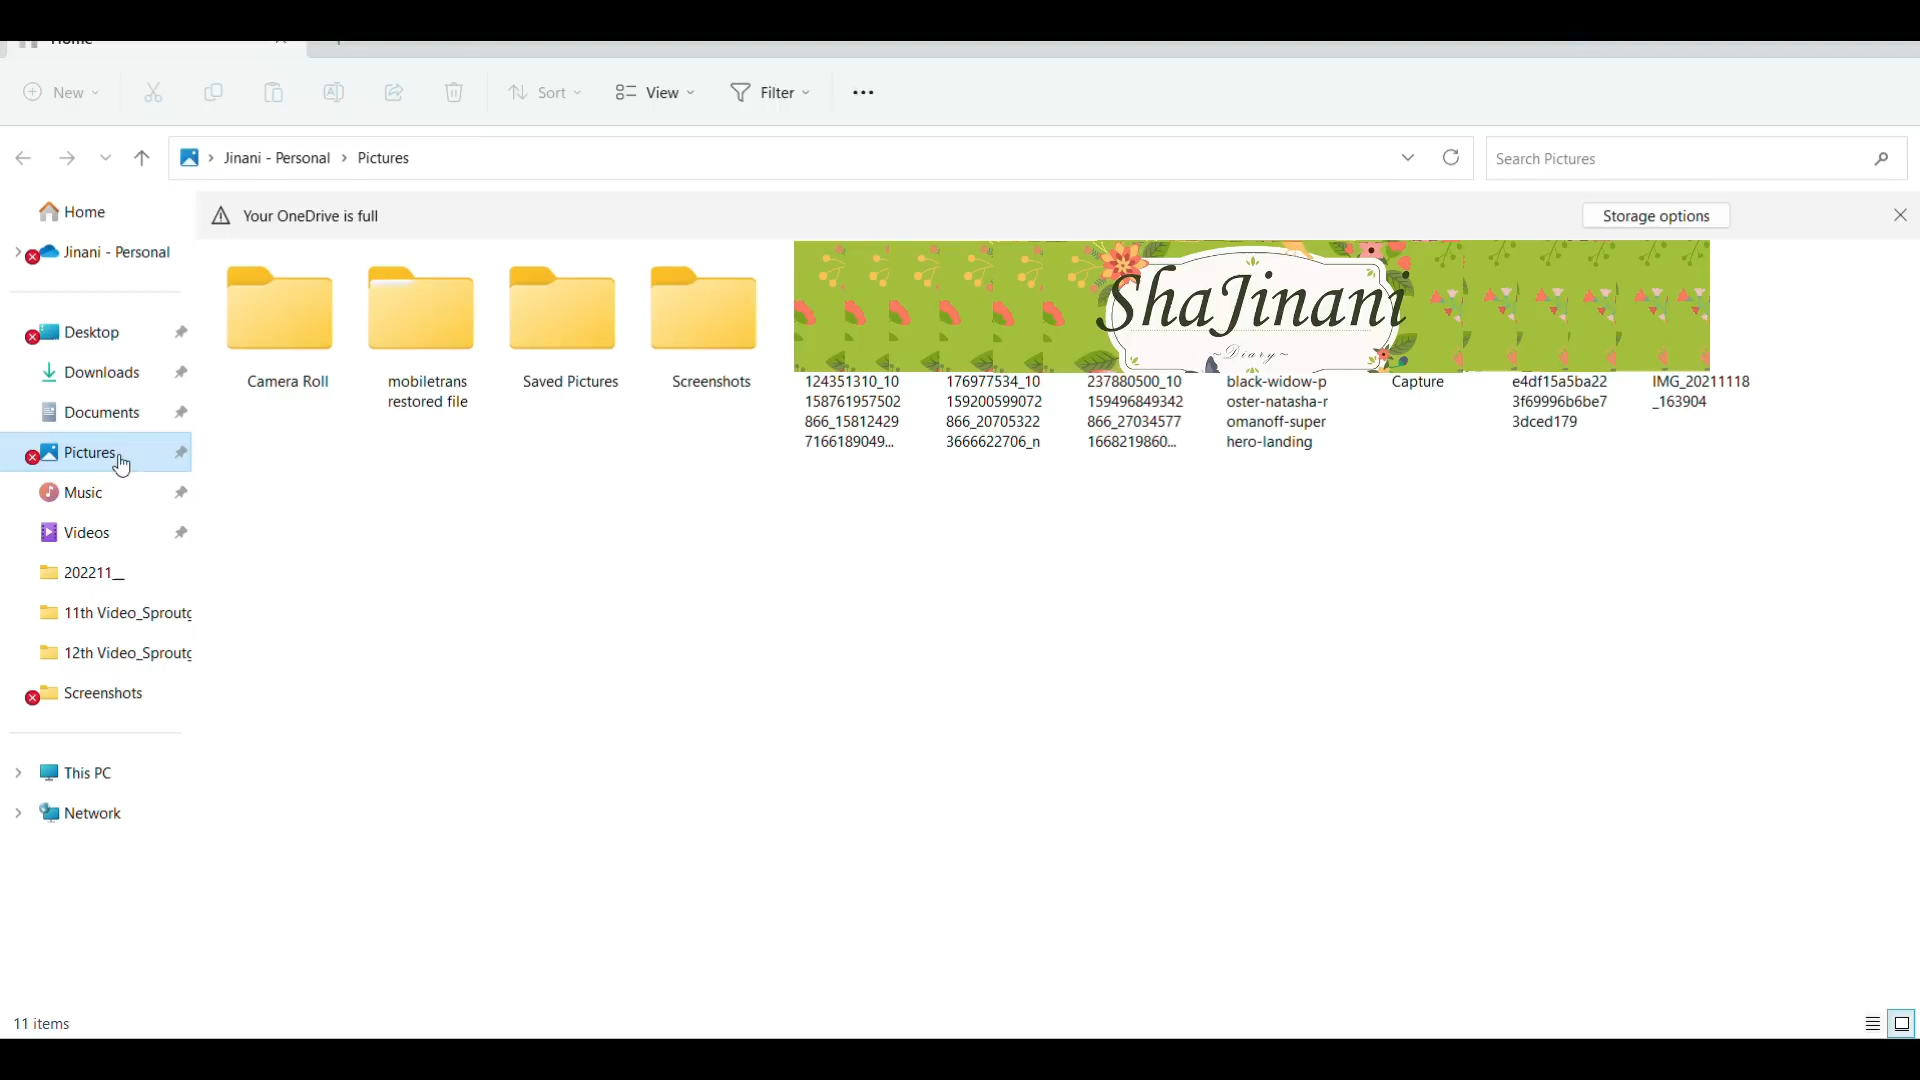 New
Sort
View
Filter
Jinani - Personal > Pictures
Search Pictures
Home
Your OneDrive is full
Storage options
Jinani - Personal
Desktop
Downloads
Documents
Pictures
Music
Videos
202211__
11th Video_Sproutg
12th Video_Sproutg
Screenshots
This PC
Network
Camera Roll
mobiletrans
restored file
Saved Pictures
Screenshots
ShaJinani
~Diary~
124351310_10
158761957502
866_15812429
7166189049...
176977534_10
159200599072
866_20705322
3666622706_n
237880500_10
159496849342
866_27034577
1668219860...
black-widow-p
oster-natasha-r
omanoff-super
hero-landing
Capture
e4df15a5ba22
3f69996b6be7
3dced179
IMG_20211118
_163904
11 items